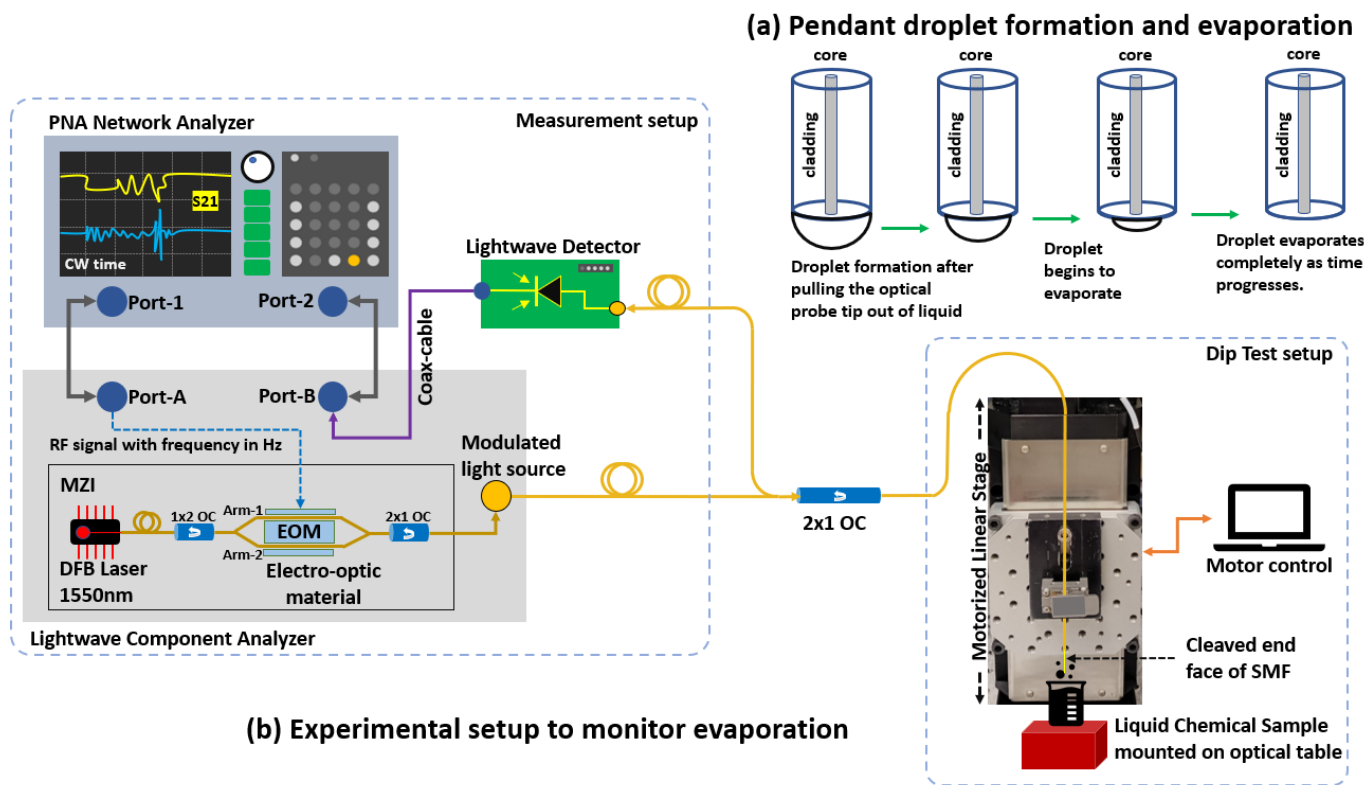 (a) Pendant droplet formation and evaporation
core
core
core
core
cladding
cladding
cladding
cladding
Droplet formation after
pulling the optical
probe tip out of liquid
Droplet
begins to
evaporate
Droplet evaporates
completely as time
progresses.
Measurement setup
PNA Network Analyzer
S21
CW time
Port-1
Port-2
Lightwave Detector
Coax-cable
Port-A
Port-B
RF signal with frequency in Hz
Modulated
light source
MZI
1x2 OC
Arm-1
EOM
Arm-2
2x1 OC
DFB Laser
1550nm
Electro-optic
material
Lightwave Component Analyzer
2x1 OC
Dip Test setup
Motorized Linear Stage
Motor control
Cleaved end
face of SMF
Liquid Chemical Sample
mounted on optical table
(b) Experimental setup to monitor evaporation